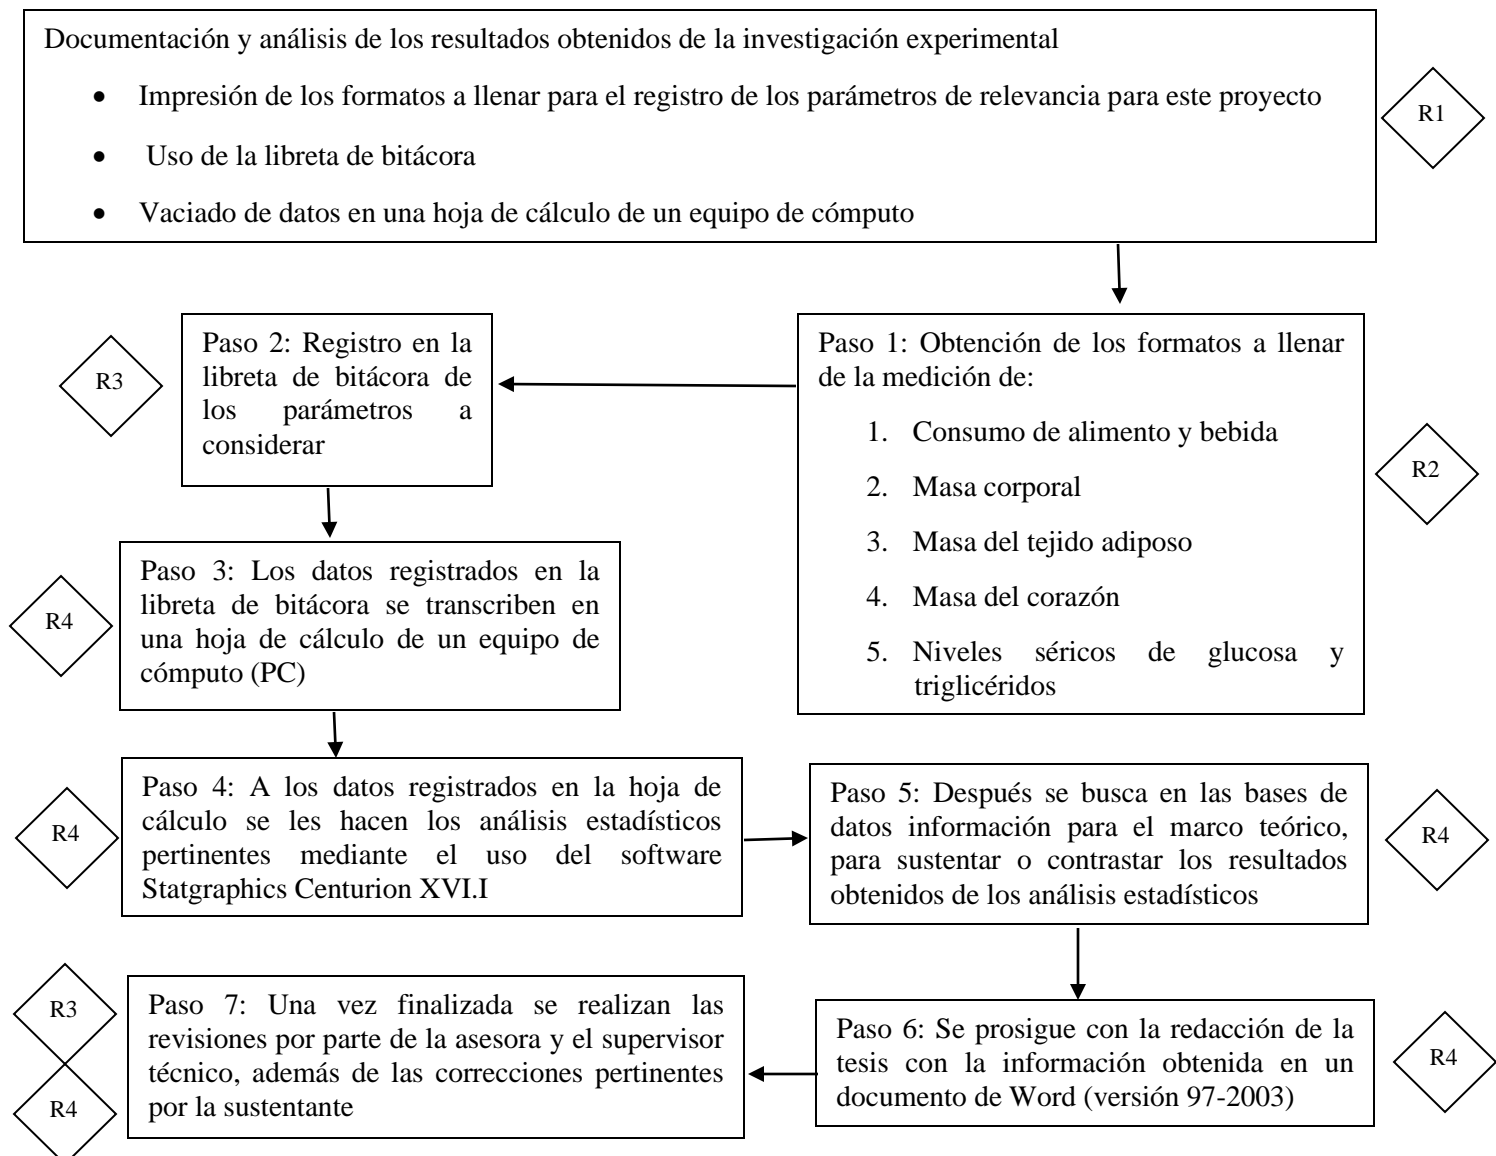 Documentación y análisis de los resultados obtenidos de la investigación experimental
• Impresión de los formatos a llenar para el registro de los parámetros de relevancia para este proyecto
• Uso de la libreta de bitácora
• Vaciado de datos en una hoja de cálculo de un equipo de cómputo
R1
Paso 1: Obtención de los formatos a llenar
de la medición de:
1. Consumo de alimento y bebida
2. Masa corporal
3. Masa del tejido adiposo
4. Masa del corazón
5. Niveles séricos de glucosa y
triglicéridos
R2
Paso 2: Registro en la
libreta de bitácora de
los parámetros a
considerar
R3
Paso 3: Los datos registrados en la
libreta de bitácora se transcriben en
una hoja de cálculo de un equipo de
cómputo (PC)
R4
Paso 4: A los datos registrados en la hoja de
cálculo se les hacen los análisis estadísticos
pertinentes mediante el uso del software
Statgraphics Centurion XVI.I
R4
Paso 5: Después se busca en las bases de
datos información para el marco teórico,
para sustentar o contrastar los resultados
obtenidos de los análisis estadísticos
R4
Paso 6: Se prosigue con la redacción de la
tesis con la información obtenida en un
documento de Word (versión 97-2003)
R4
Paso 7: Una vez finalizada se realizan las
revisiones por parte de la asesora y el supervisor
técnico, además de las correcciones pertinentes
por la sustentante
R3
R4